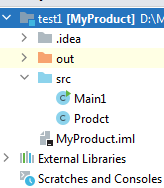 test1 [MyProduct] D:\M
.idea
out
src
Main1
Prodct
MyProduct.iml
External Libraries
Scratches and Consoles